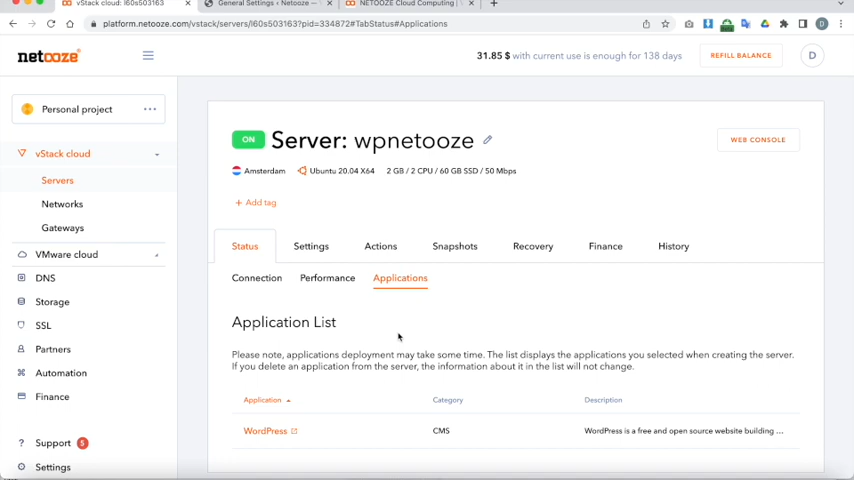 vStack cloud: l60s503163
General Settings ‹ Netooze —
NETOOZE Cloud Computing |
platform.netooze.com/vstack/servers/l60s503163?pid=334872#TabStatus#Applications
D
netooze
31.85 $ with current use is enough for 138 days
REFILL BALANCE
D
Personal project
vStack cloud
Servers
Networks
Gateways
VMware cloud
DNS
Storage
SSL
Partners
Automation
Finance
Support 5
Settings
ON Server: wpnetooze
WEB CONSOLE
Amsterdam Ubuntu 20.04 X64 2 GB / 2 CPU / 60 GB SSD / 50 Mbps
+ Add tag
Status Settings Actions Snapshots Recovery Finance History
Connection Performance Applications
Application List
Please note, applications deployment may take some time. The list displays the applications you selected when creating the server.
If you delete an application from the server, the information about it in the list will not change.
Application Category Description
WordPress CMS WordPress is a free and open source website building ...